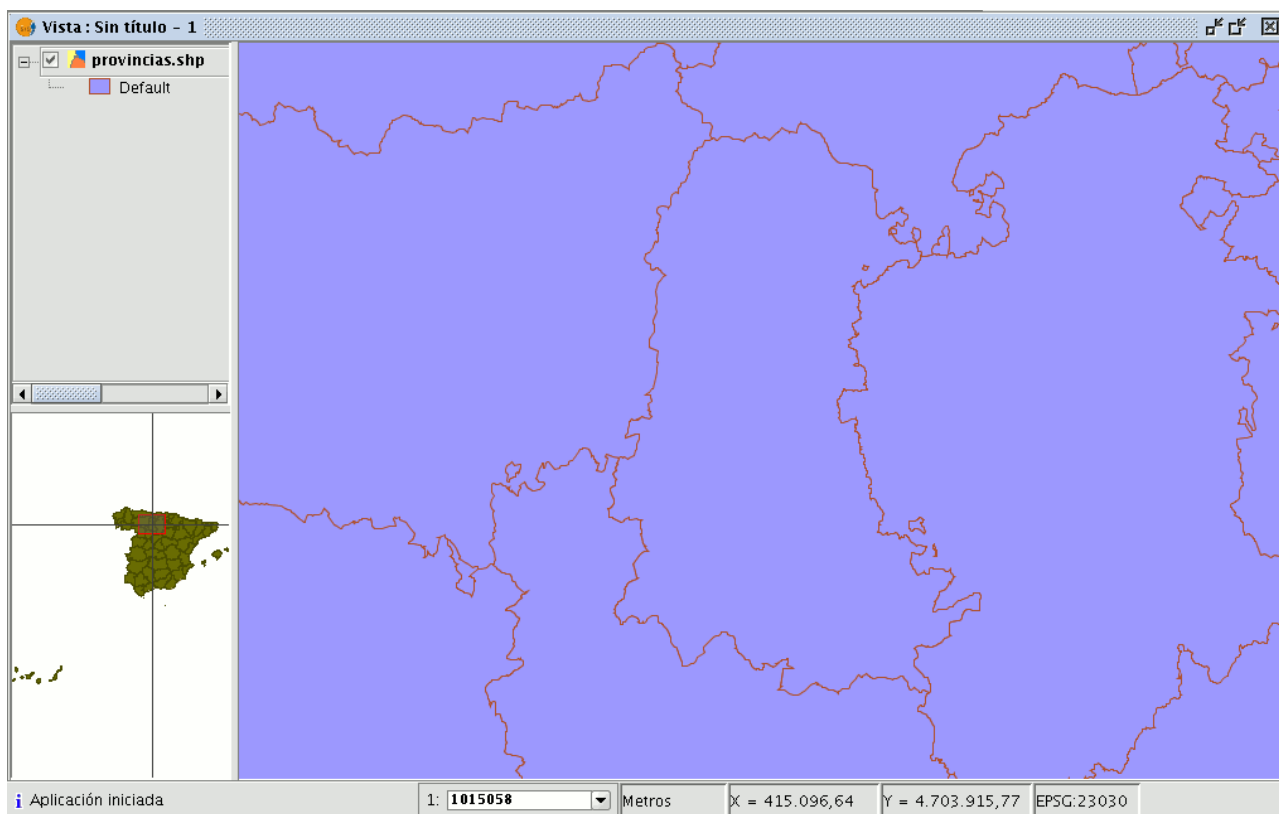 Vista : Sin título - 1
provincias.shp
Default
Aplicación iniciada
1: 1015058
Metros
X = 415.096,64
Y = 4.703.915,77
EPSG:23030